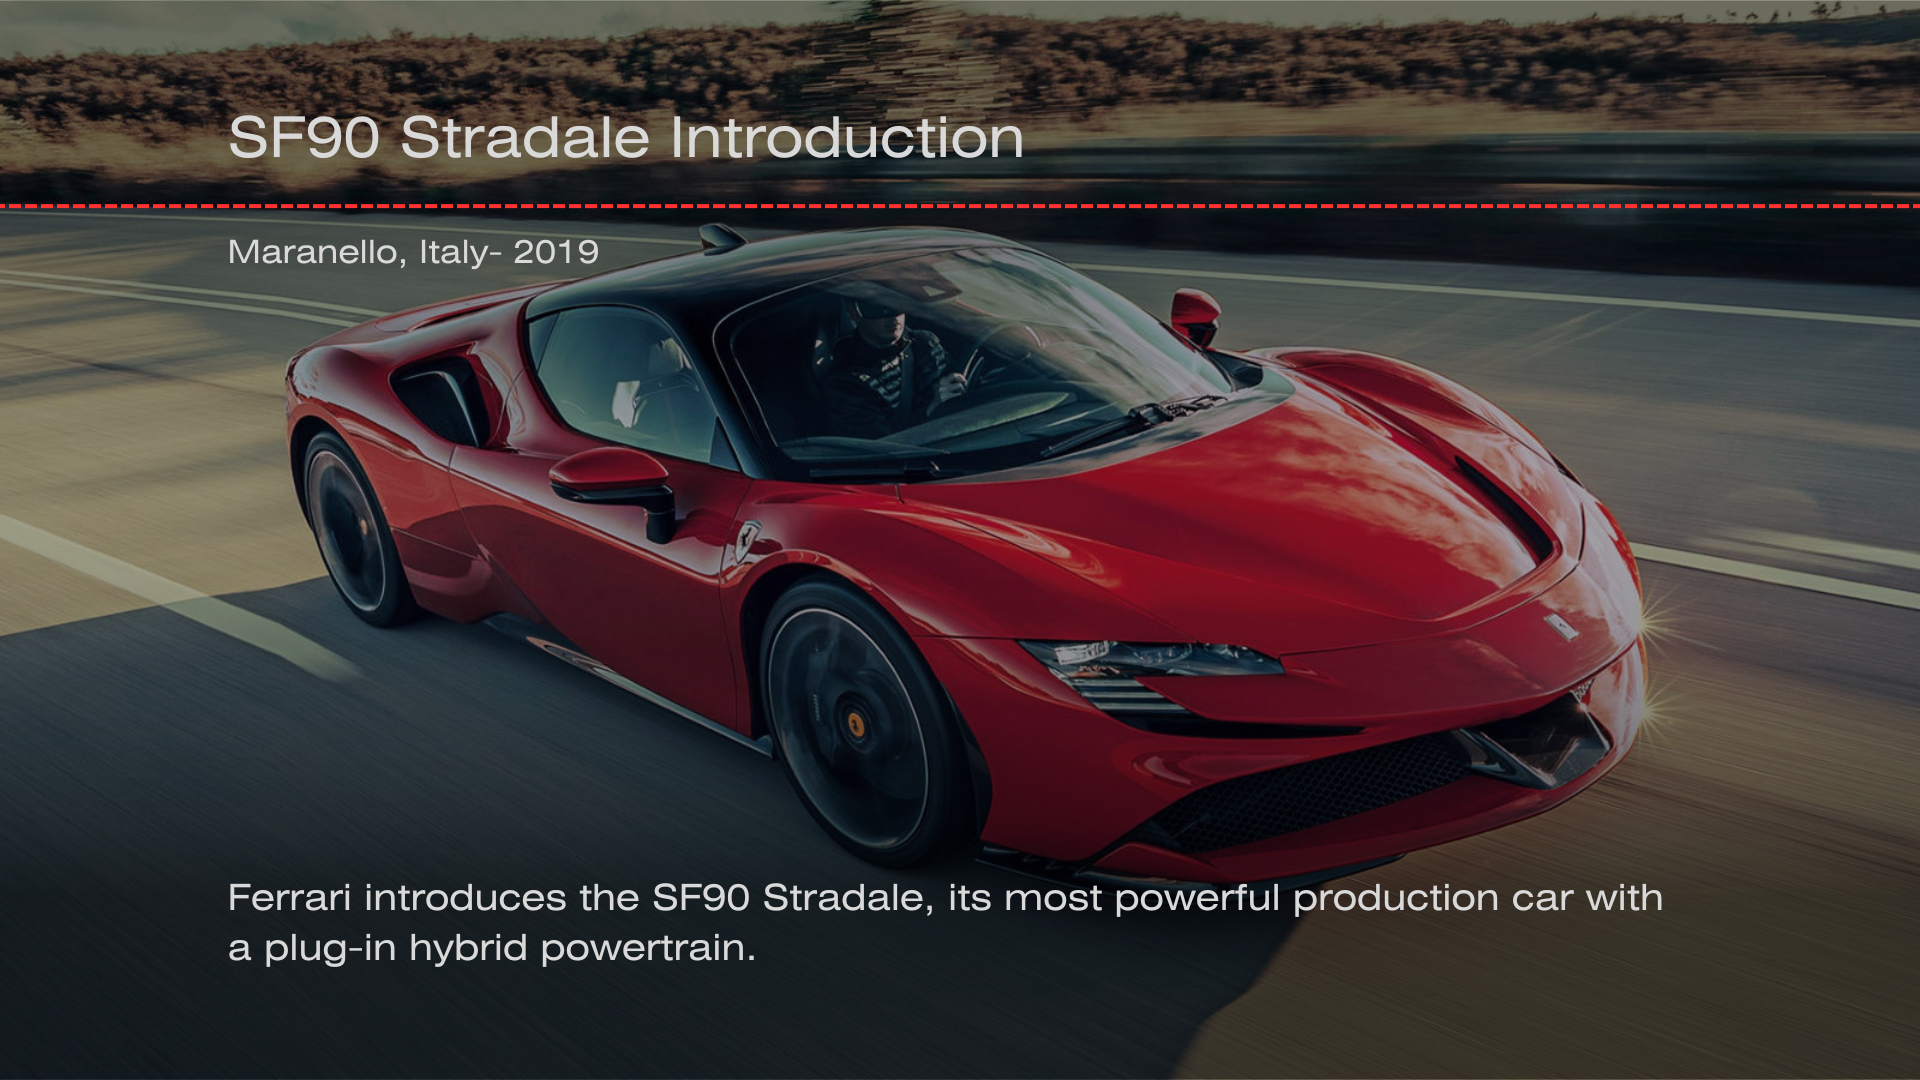 SF90 Stradale Introduction
Maranello, Italy- 2019
Ferrari introduces the SF90 Stradale, its most powerful production car with
a plug-in hybrid powertrain.